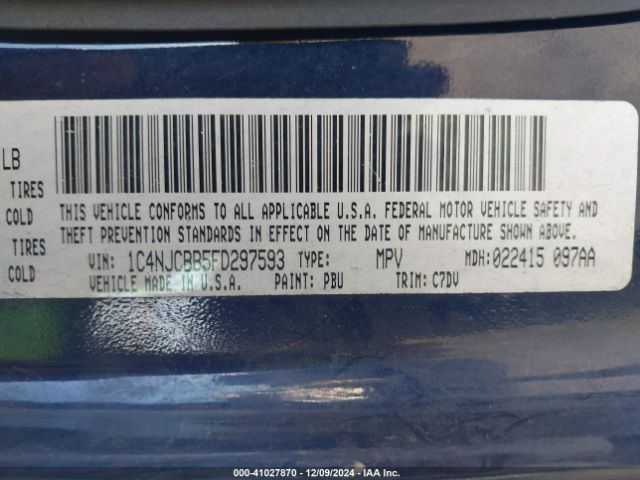 LB
TIRES
COLD
THIS VEHICLE CONFORMS TO ALL APPLICABLE U.S.A. FEDERAL MOTOR VEHICLE SAFETY AND
TIRES
THEFT PREVENTION STANDARDS IN EFFECT ON THE DATE OF MANUFACTURE SHOWN ABOVE.
COLD
VIN: 1C4NJCBB5FD297593 TYPE: MPV MDH:022415 097AA
VEHICLE MADE IN U.S.A. PAINT: PBU TRIM: C7DV
000-41027870 | 12/09/2024 - IAAI.COM